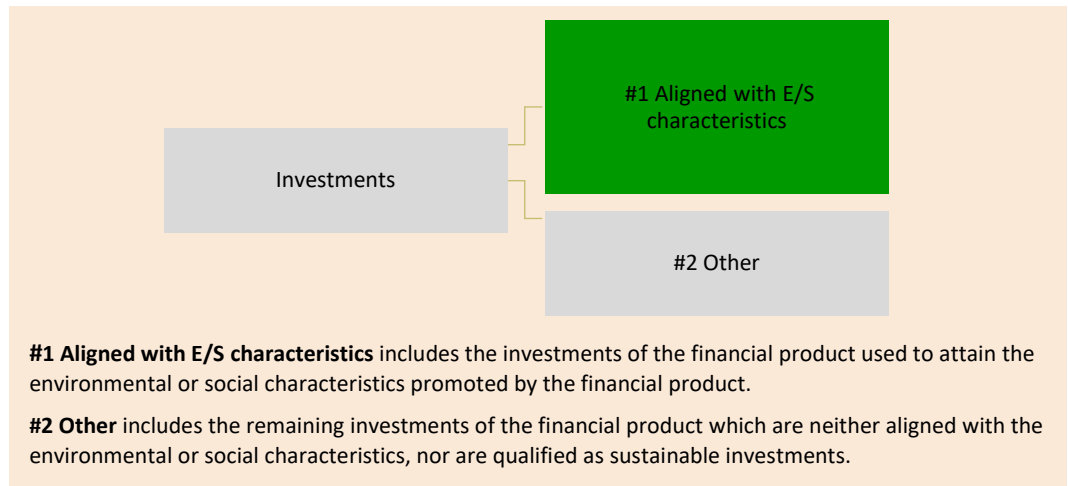 #1 Aligned with E/S
characteristics
Investments
#2 Other
#1 Aligned with E/S characteristics includes the investments of the financial product used to attain the
environmental or social characteristics promoted by the financial product.
#2 Other includes the remaining investments of the financial product which are neither aligned with the
environmental or social characteristics, nor are qualified as sustainable investments.